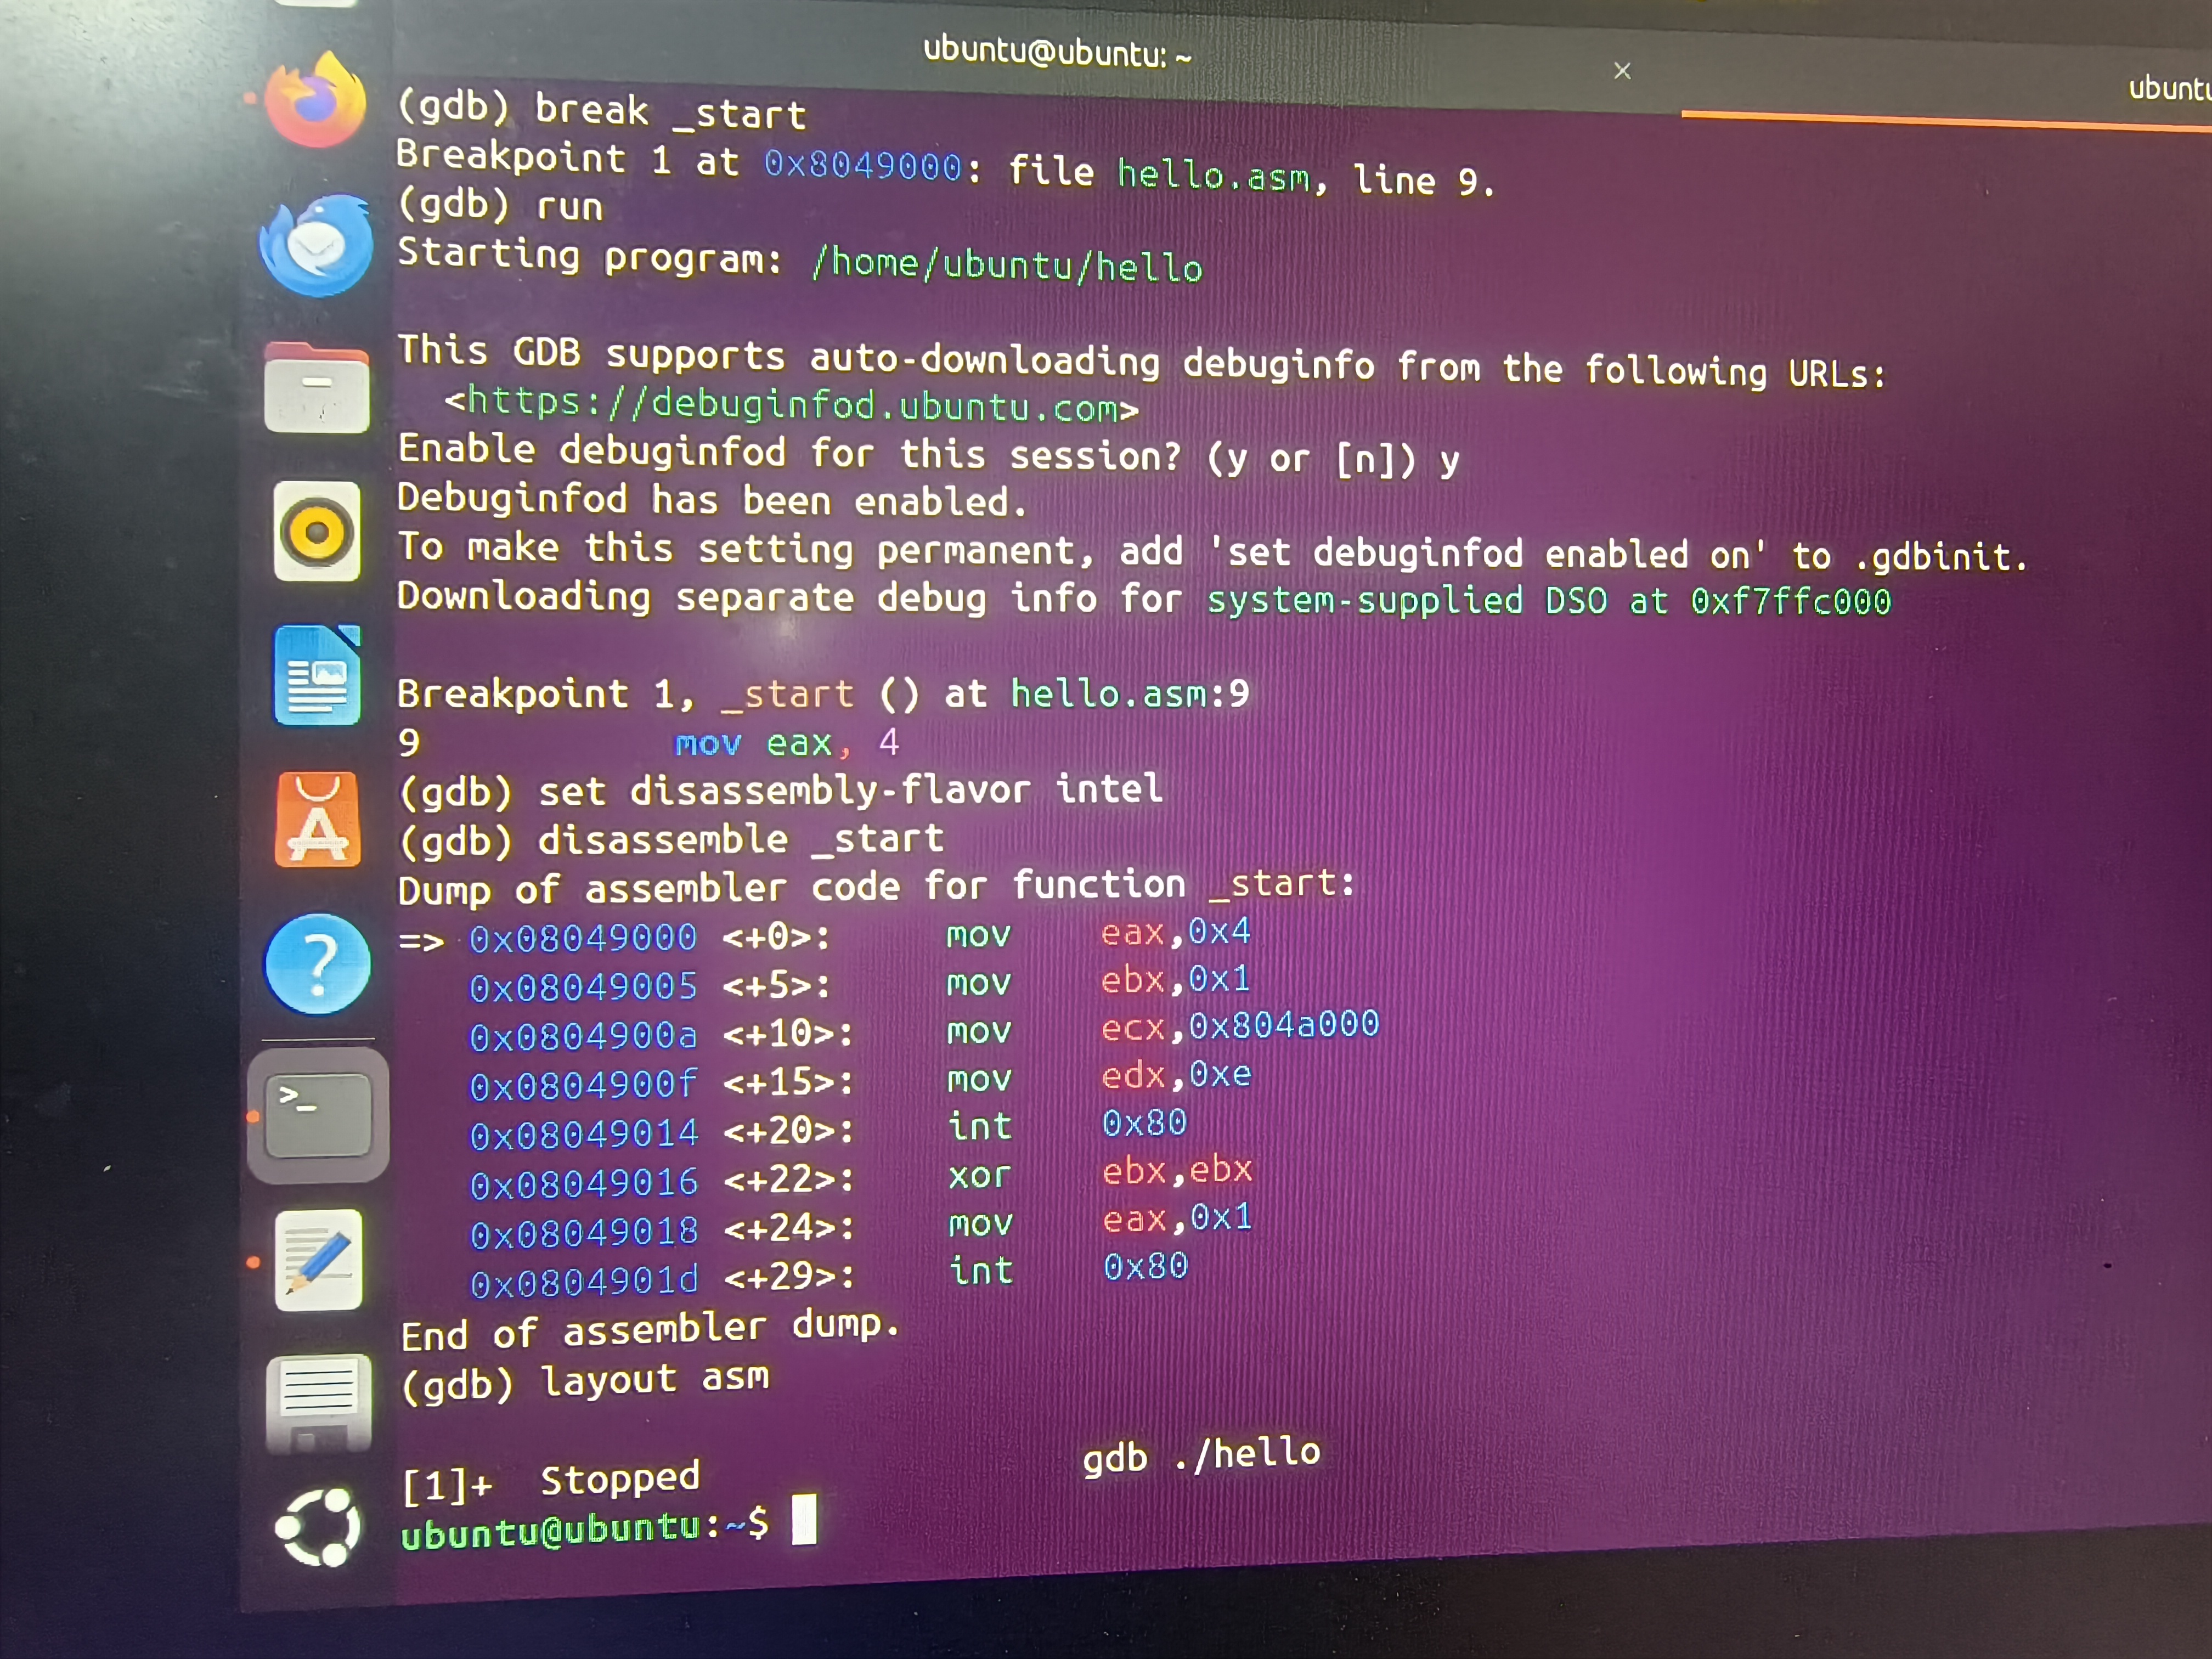 ubuntu@ubuntu: ~
ubuntu
(gdb) break _start
Breakpoint 1 at 0x8049000: file hello.asm, line 9.
(gdb) run
Starting program: /home/ubuntu/hello
This GDB supports auto-downloading debuginfo from the following URLs:
<https://debuginfod.ubuntu.com>
Enable debuginfod for this session? (y or [n]) y
Debuginfod has been enabled.
To make this setting permanent, add 'set debuginfod enabled on' to .gdbinit.
Downloading separate debug info for system-supplied DSO at 0xf7ffc000
Breakpoint 1, _start () at hello.asm:9
9 mov eax, 4
(gdb) set disassembly-flavor intel
(gdb) disassemble _start
Dump of assembler code for function _start:
=> 0x08049000 <+0>: mov eax,0x4
0x08049005 <+5>: mov ebx,0x1
0x0804900a <+10>: mov ecx,0x804a000
0x0804900f <+15>: mov edx,0xe
0x08049014 <+20>: int 0x80
0x08049016 <+22>: xor ebx,ebx
0x08049018 <+24>: mov eax,0x1
0x0804901d <+29>: int 0x80
End of assembler dump.
(gdb) layout asm
[1]+ Stopped gdb ./hello
ubuntu@ubuntu:~$